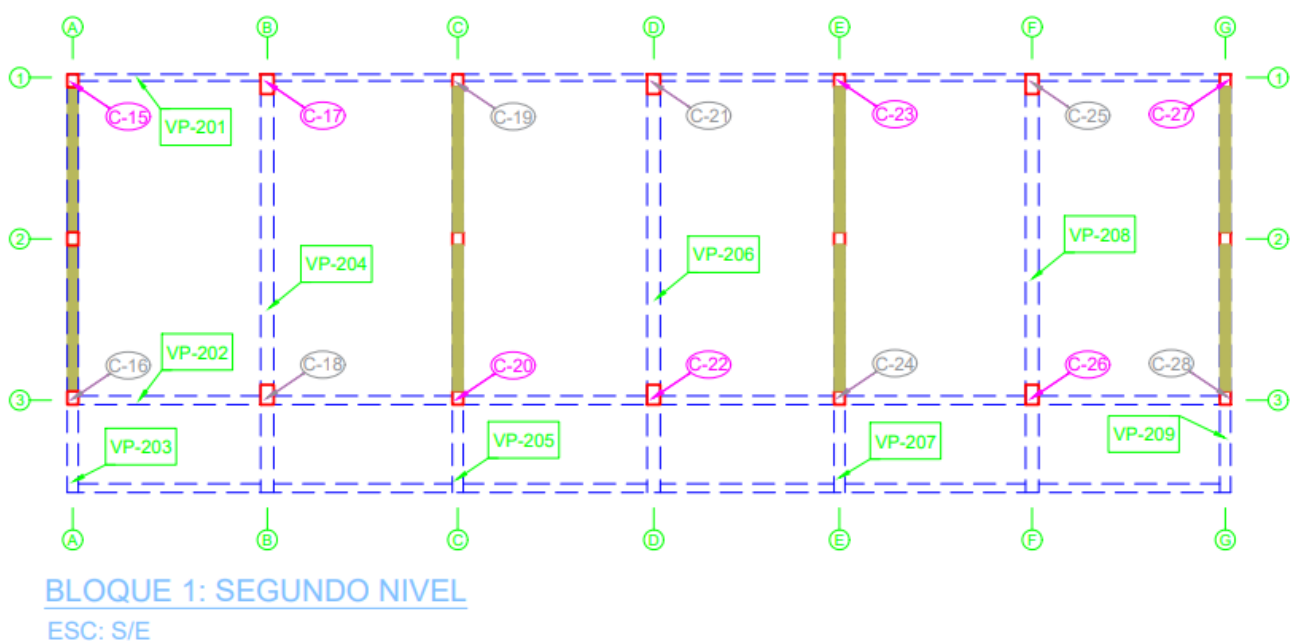 A B C D E F G
1 1
C-15 C-17 C-19 C-21 C-23 C-25 C-27
VP-201
2 2
VP-204 VP-206 VP-208
VP-202
C-16 C-18 C-20 C-22 C-24 C-26 C-28
3 3
VP-203 VP-205 VP-207 VP-209
A B C D E F G
BLOQUE 1: SEGUNDO NIVEL
ESC: S/E